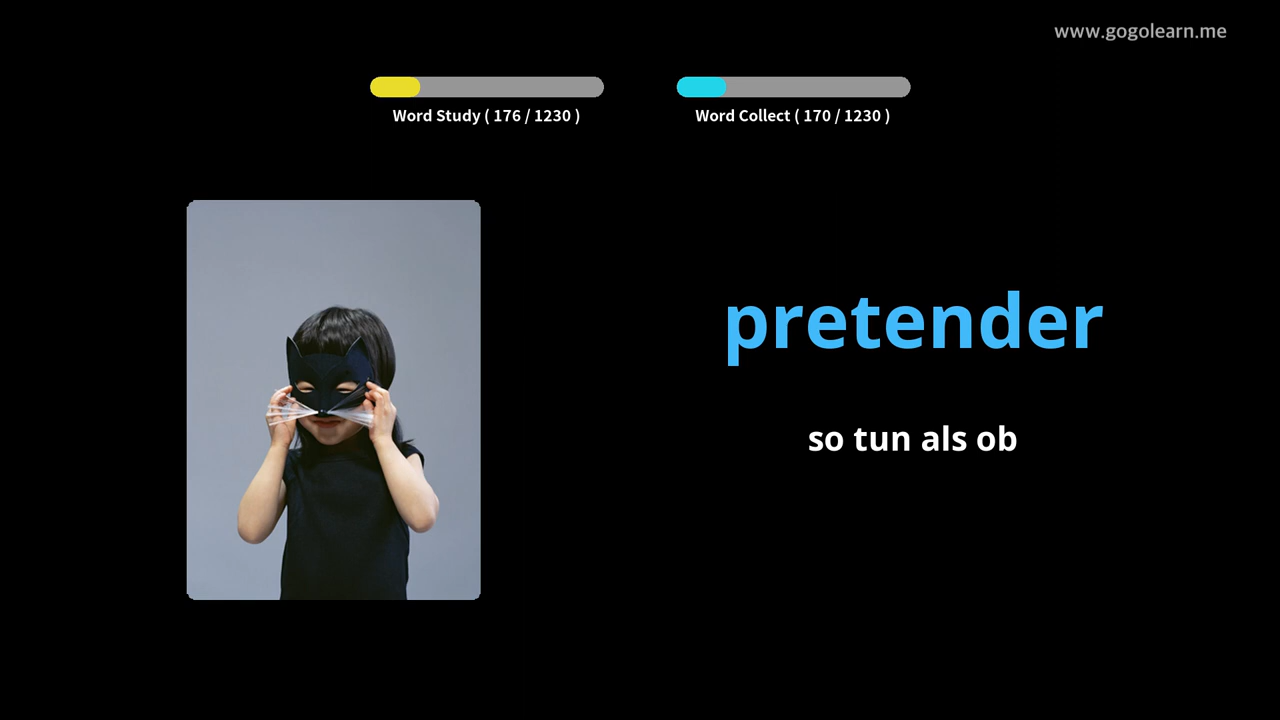 www.gogolearn.me
Word Study ( 176 / 1230 )
Word Collect ( 170 / 1230 )
pretender
so tun als ob